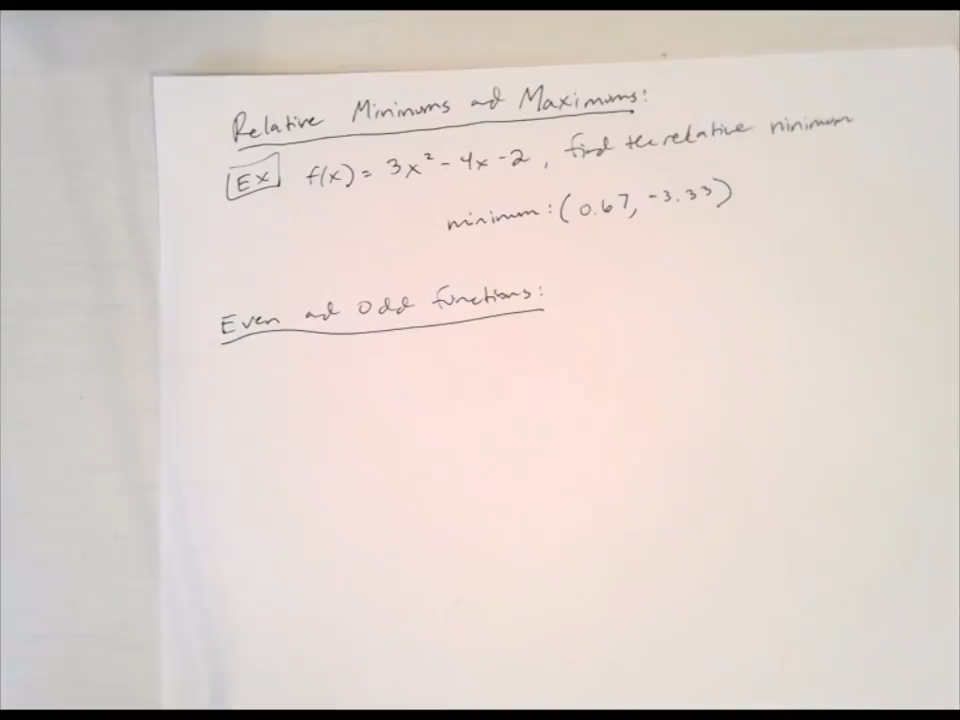 Relative Minimums and Maximums:
Ex f(x) = 3x² - 4x - 2, find the relative minimum
minimum: (0.67, -3.33)
Even and Odd Functions: